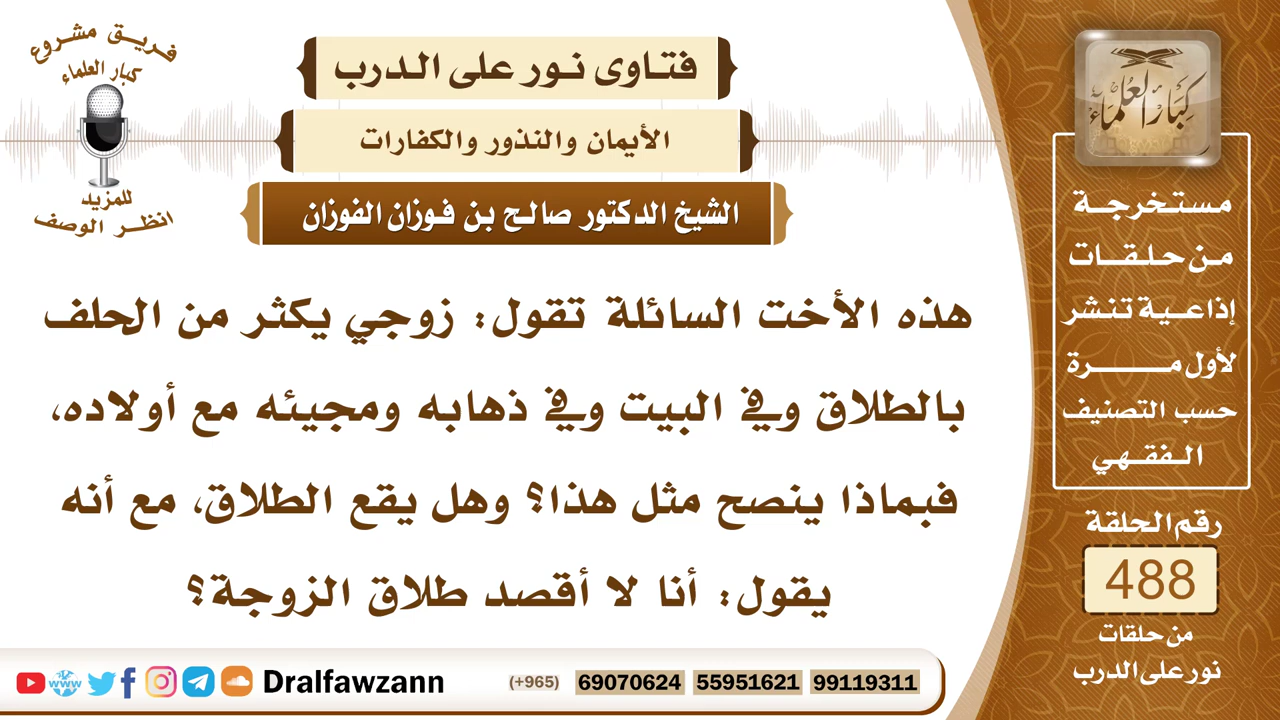 فريق مشروع
كبار العلماء
للمزيد
انظر الوصف
فتاوى نور على الدرب
الأيمان والنذور والكفارات
الشيخ الدكتور صالح بن فوزان الفوزان
هذه الأخت السائلة تقول: زوجي يكثر من الحلف
بالطلاق وفي البيت وفي ذهابه ومجيئه مع أولاده،
فبماذا ينصح مثل هذا؟ وهل يقع الطلاق، مع أنه
يقول: أنا لا أقصد طلاق الزوجة؟
كبار العلماء
مستخرجة
من حلقات
إذاعية تنشر
لأول مرة
حسب التصنيف
الفقهي
رقم الحلقة
488
من حلقات
نور على الدرب
www Dralfawzann (+965) 69070624 55951621 99119311